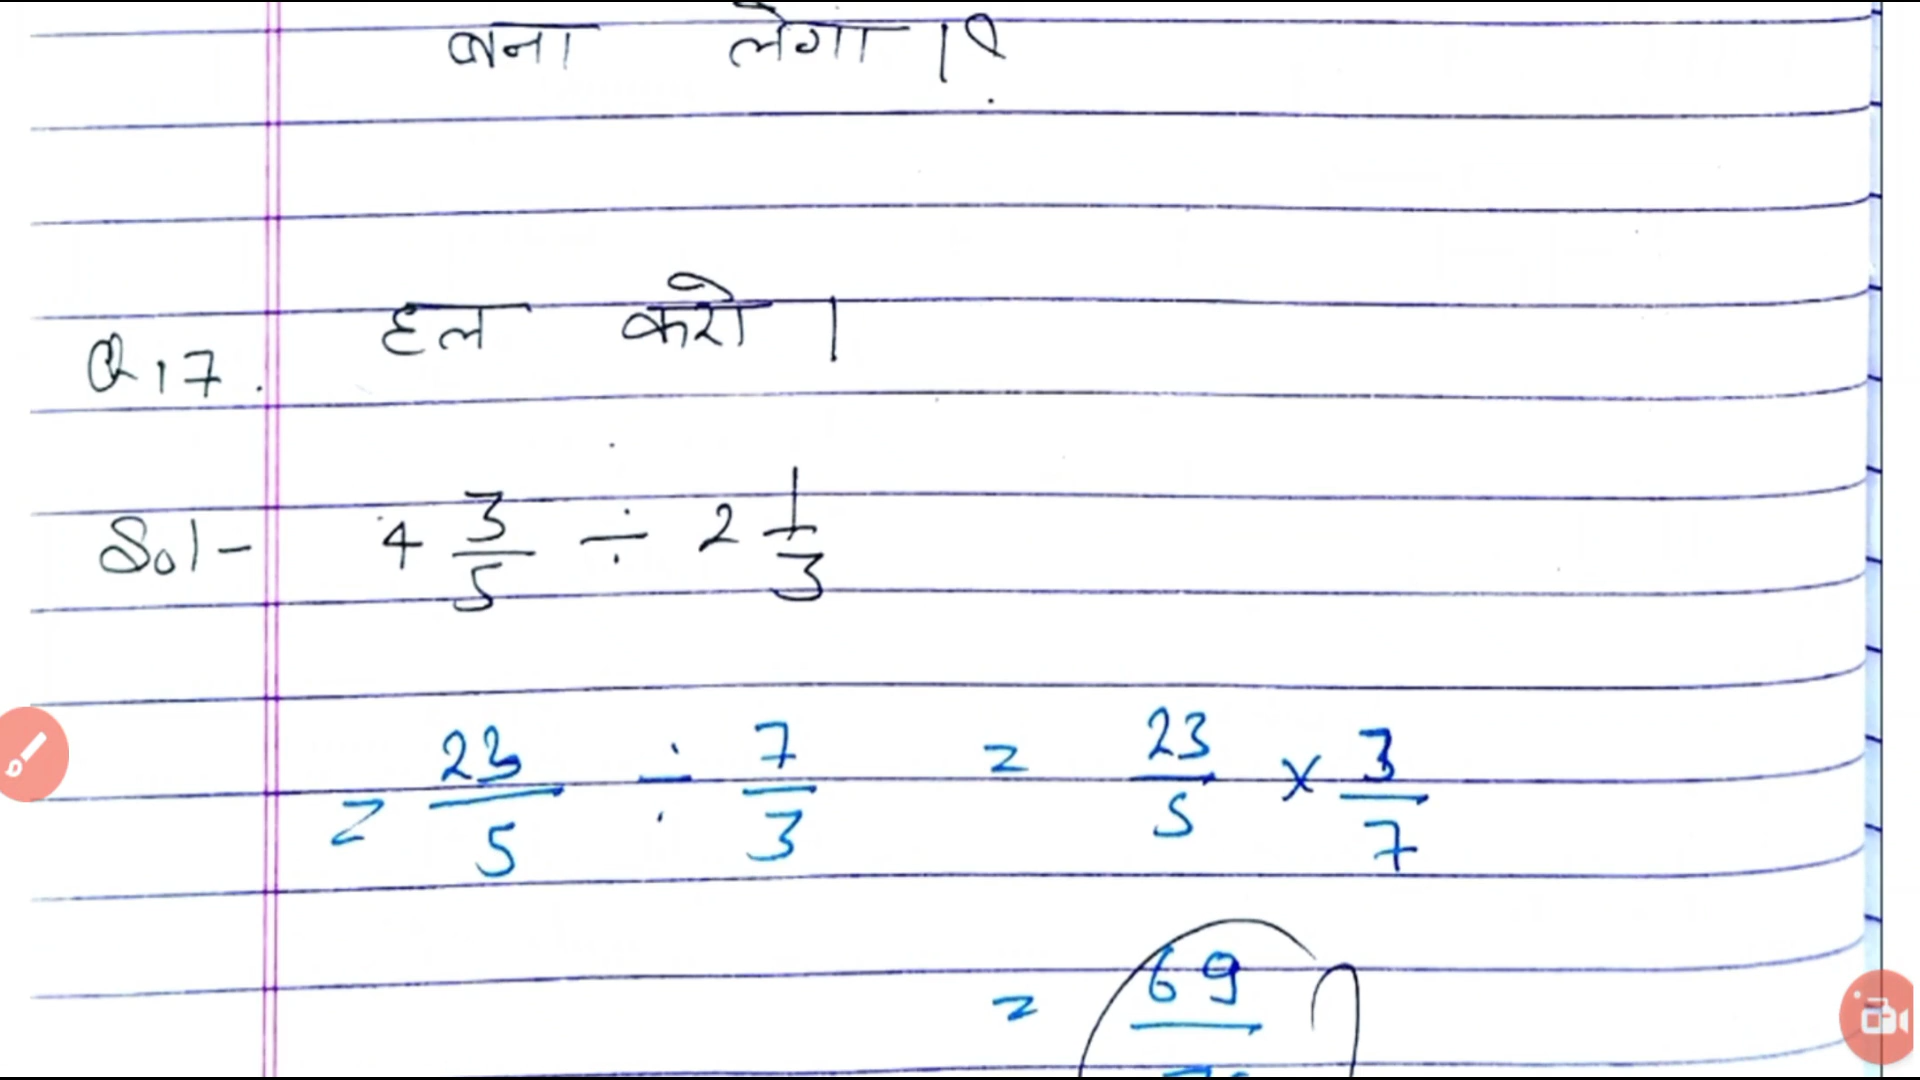 बना लेगा ।?
Q 17. हल करो ।
Sol - 4 3/5 ÷ 2 1/3
= 23/5 ÷ 7/3 = 23/5 × 3/7
= 69